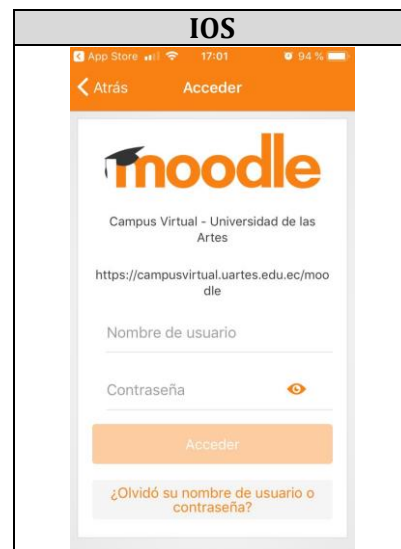 IOS
App Store 17:01 94 %
Atrás Acceder
moodle
Campus Virtual - Universidad de las
Artes
https://campusvirtual.uartes.edu.ec/moo
dle
Nombre de usuario
Contraseña
Acceder
¿Olvidó su nombre de usuario o
contraseña?